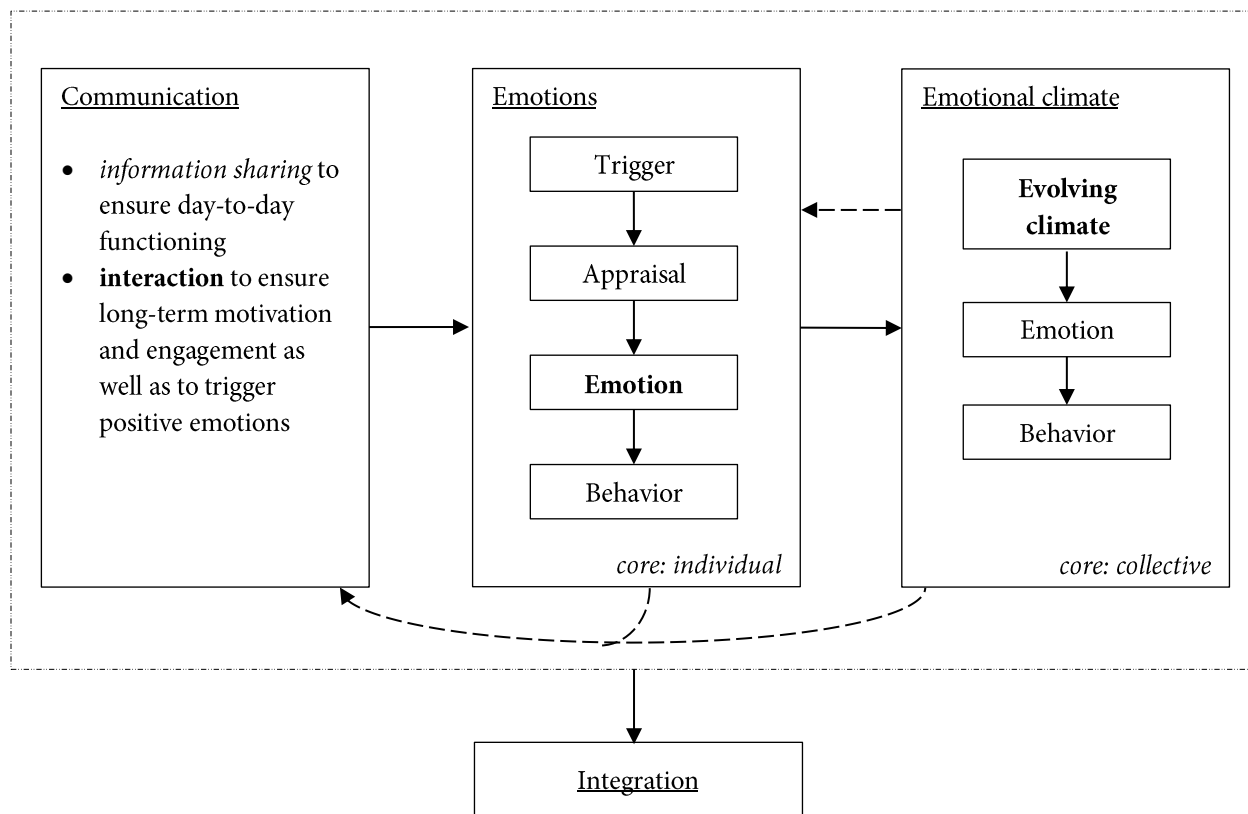 Communication
• information sharing to
ensure day-to-day
functioning
• interaction to ensure
long-term motivation
and engagement as
well as to trigger
positive emotions
Emotions
Trigger
Appraisal
Emotion
Behavior
core: individual
Emotional climate
Evolving
climate
Emotion
Behavior
core: collective
Integration